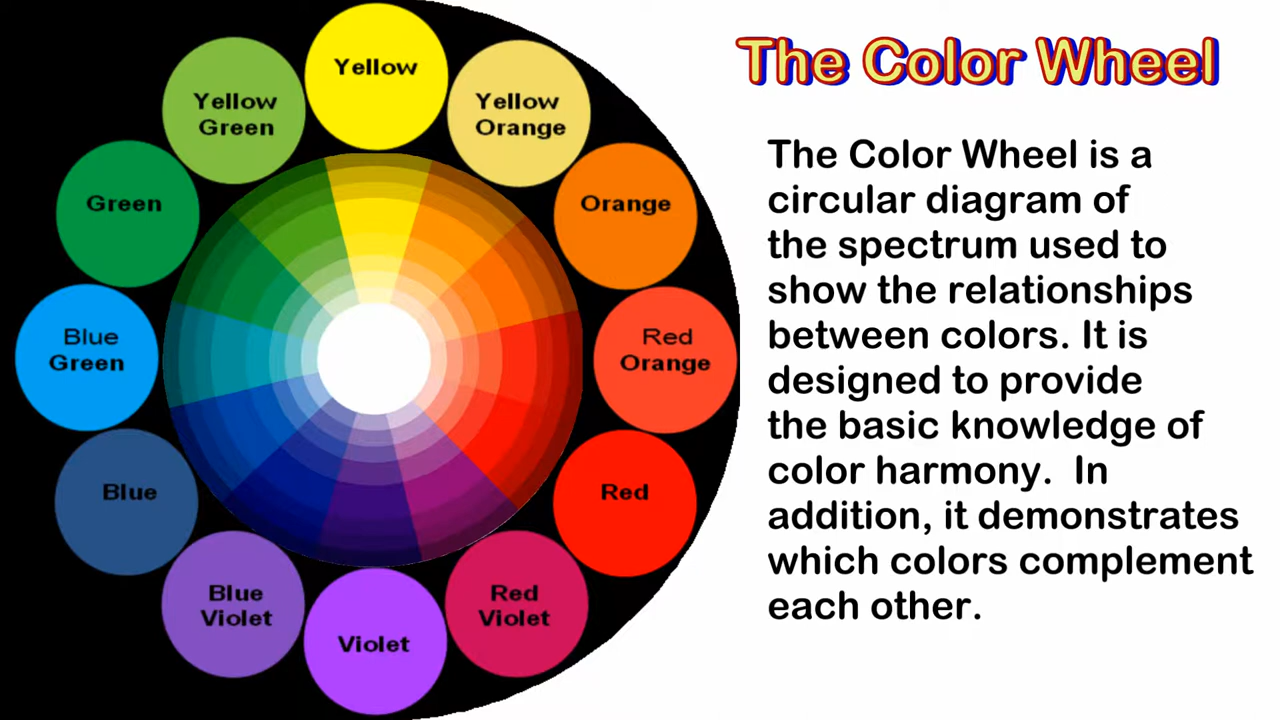 The Color Wheel
The Color Wheel is a
circular diagram of
the spectrum used to
show the relationships
between colors. It is
designed to provide
the basic knowledge of
color harmony.  In
addition, it demonstrates
which colors complement
each other.
Yellow
Yellow
Orange
Orange
Red
Orange
Red
Red
Violet
Violet
Blue
Violet
Blue
Blue
Green
Green
Yellow
Green